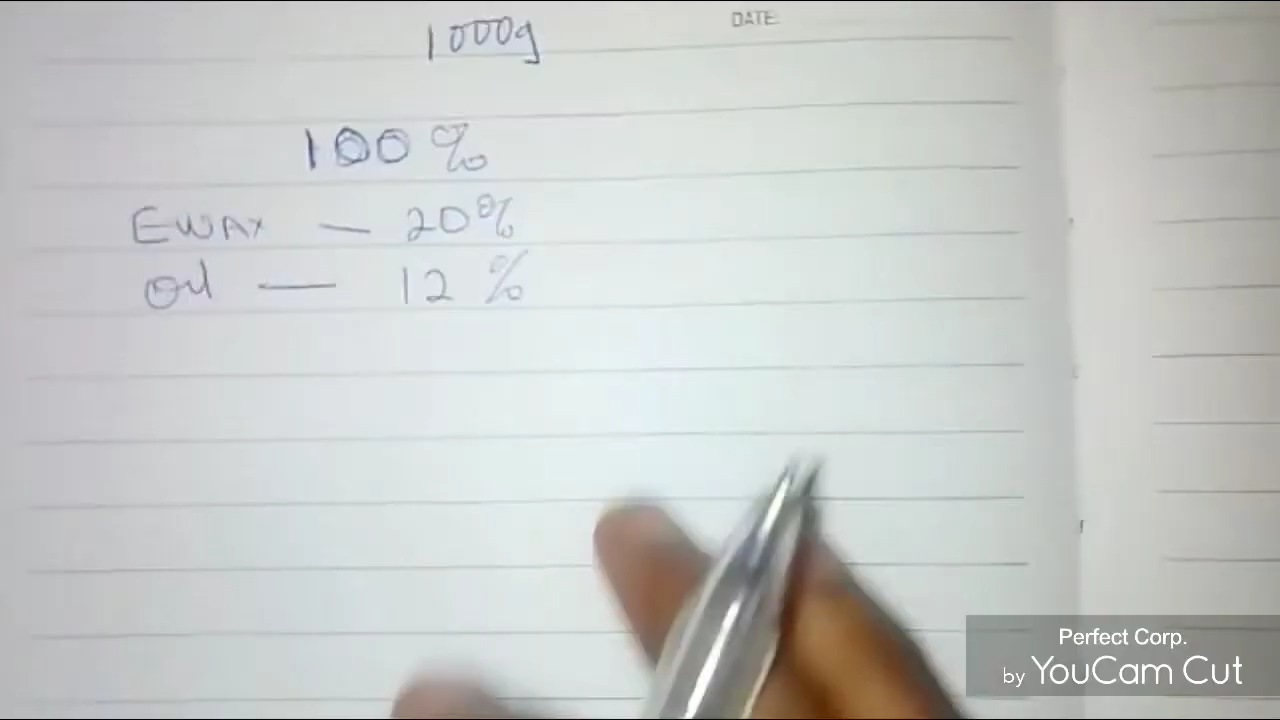 1000g
DATE:
100%
EWAX — 20%
Oil — 12%
Perfect Corp.
by YouCam Cut